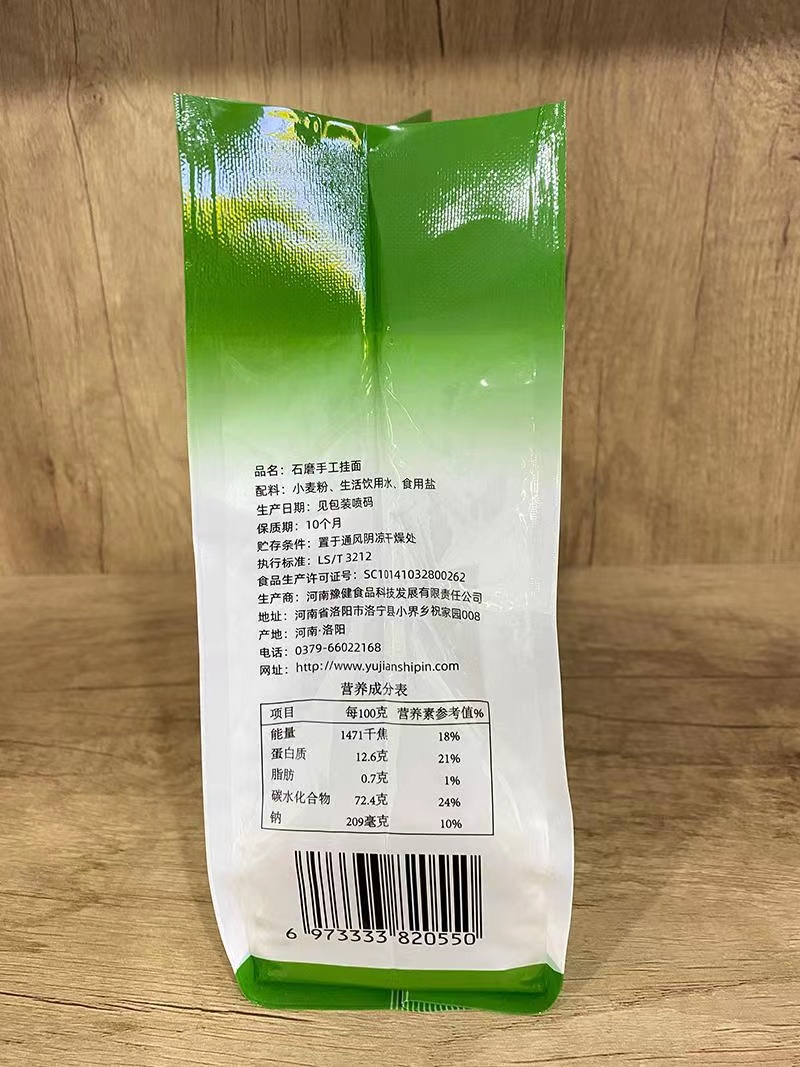 品名：石磨手工挂面
配料：小麦粉、生活饮用水、食用盐
生产日期：见包装喷码
保质期：10个月
贮存条件：置于通风阴凉干燥处
执行标准：LS/T 3212
食品生产许可证号：SC10141032800262
生产商：河南豫健食品科技发展有限责任公司
地址：河南省洛阳市洛宁县小界乡祝家园008
产地：河南·洛阳
电话：0379-66022168
网址：http://www.yujianshipin.com
营养成分表
项目 每100克 营养素参考值%
能量 1471千焦 18%
蛋白质 12.6克 21%
脂肪 0.7克 1%
碳水化合物 72.4克 24%
钠 209毫克 10%
6 973333 820550